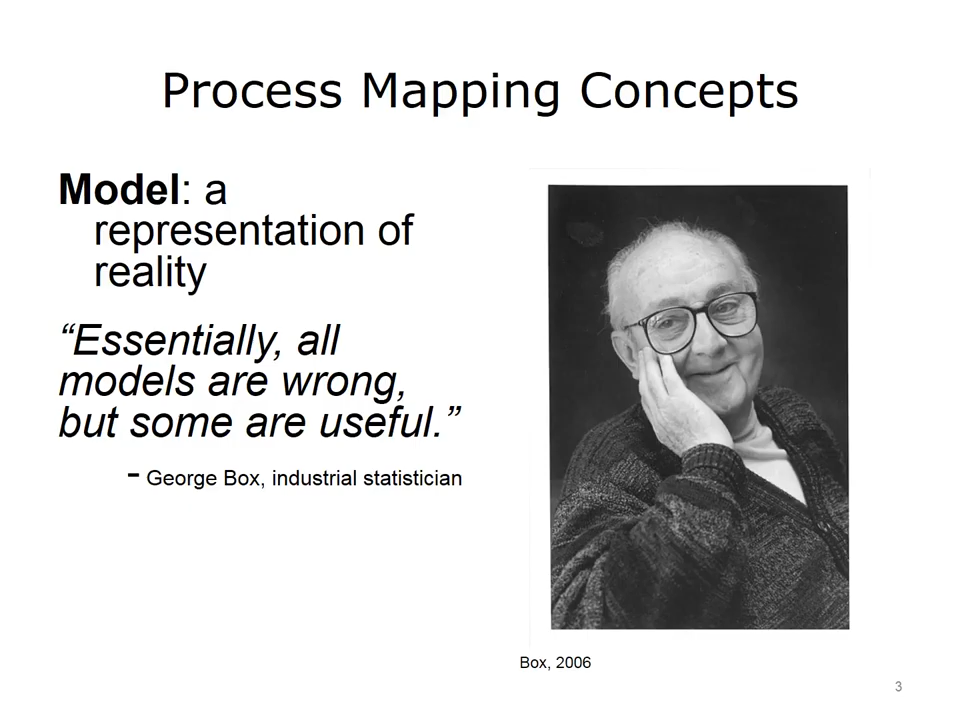 Process Mapping Concepts
Model: a
representation of
reality
“Essentially, all
models are wrong,
but some are useful.”
- George Box, industrial statistician
Box, 2006
3